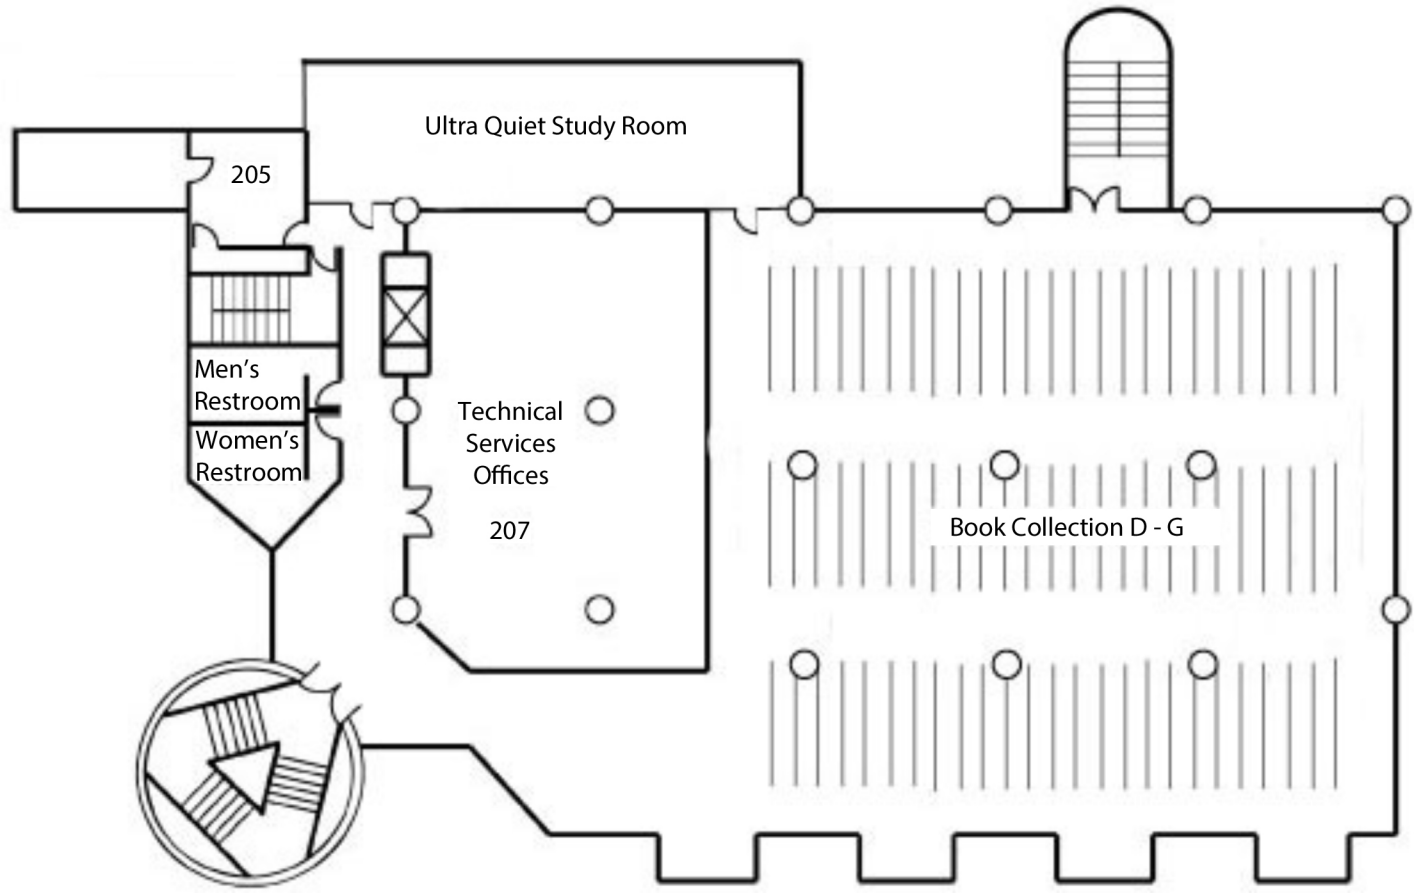 Ultra Quiet Study Room
205
Men's
Restroom
Women's
Restroom
Technical
Services
Offices
207
Book Collection D - G